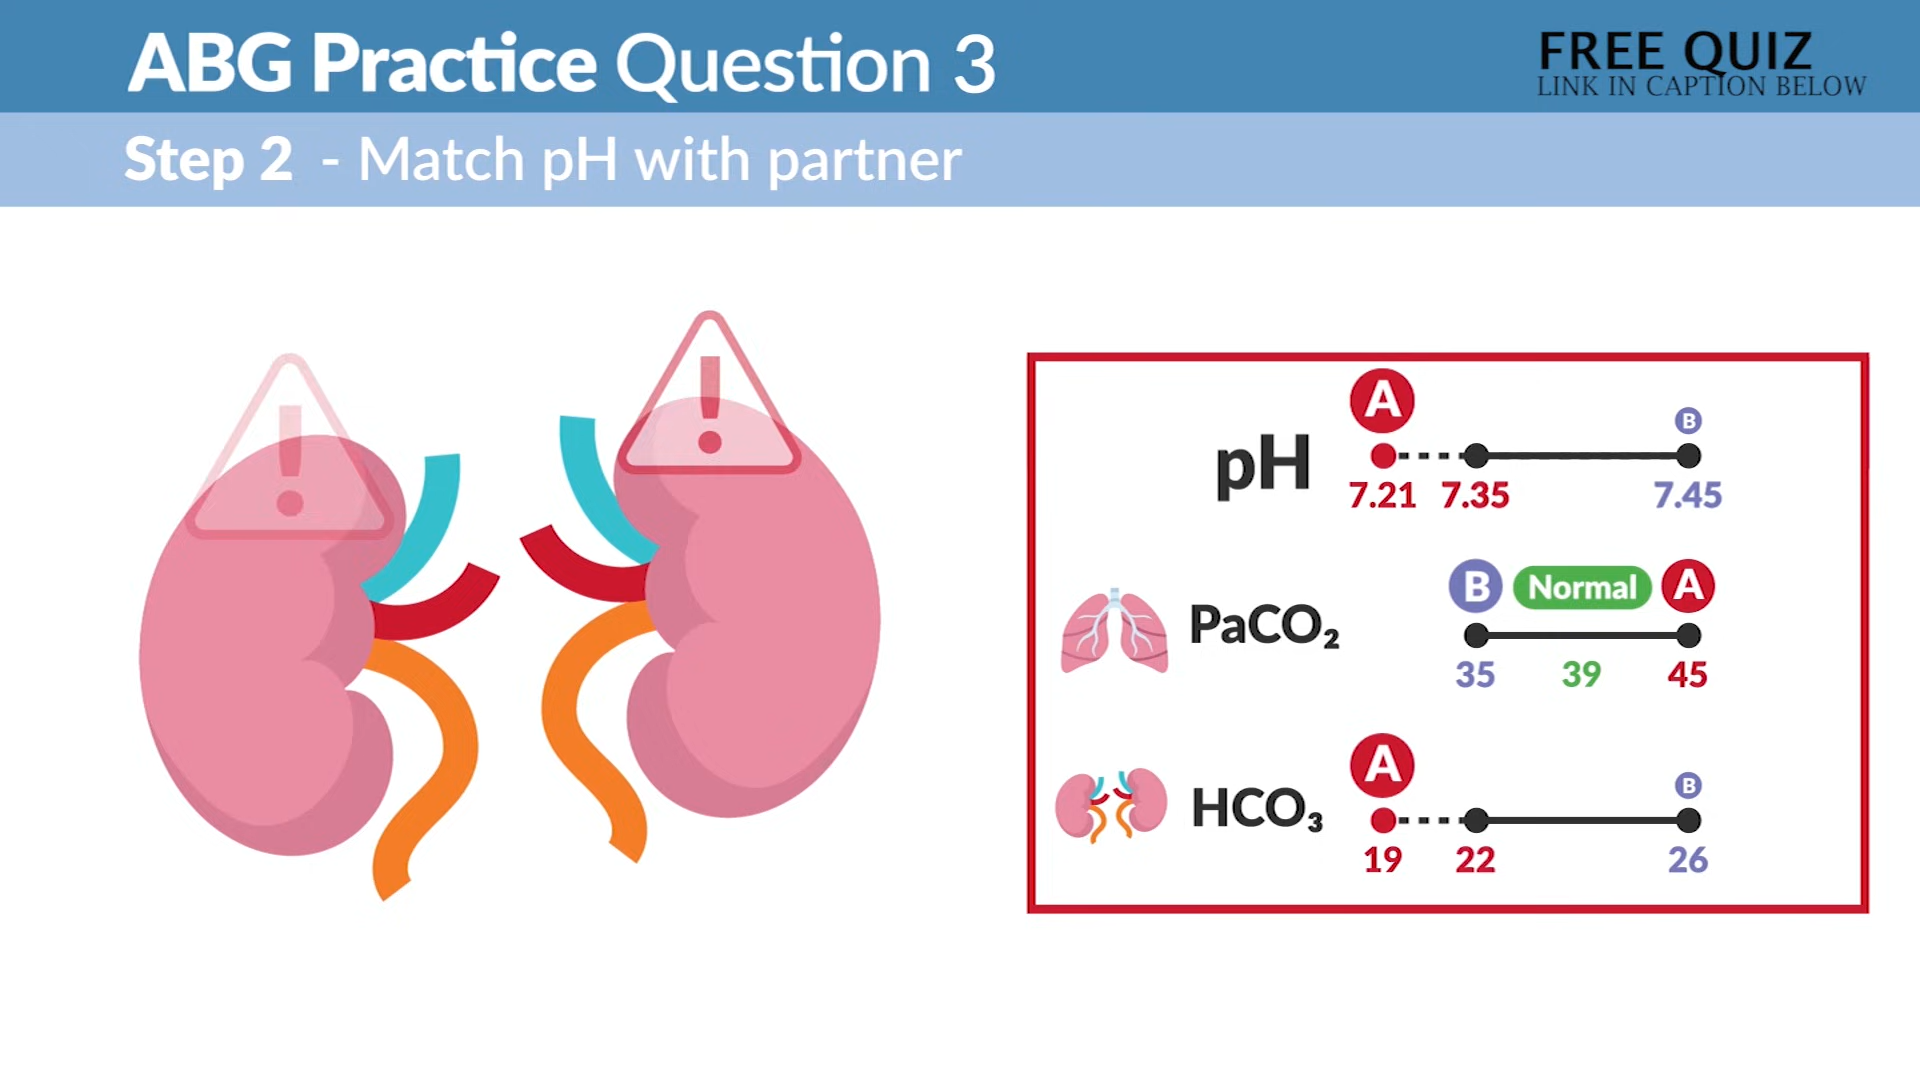 ABG Practice Question 3
FREE QUIZ
LINK IN CAPTION BELOW
Step 2 - Match pH with partner
A
B
pH
7.21 7.35 7.45
B Normal A
PaCO₂
35 39 45
A
B
HCO₃
19 22 26